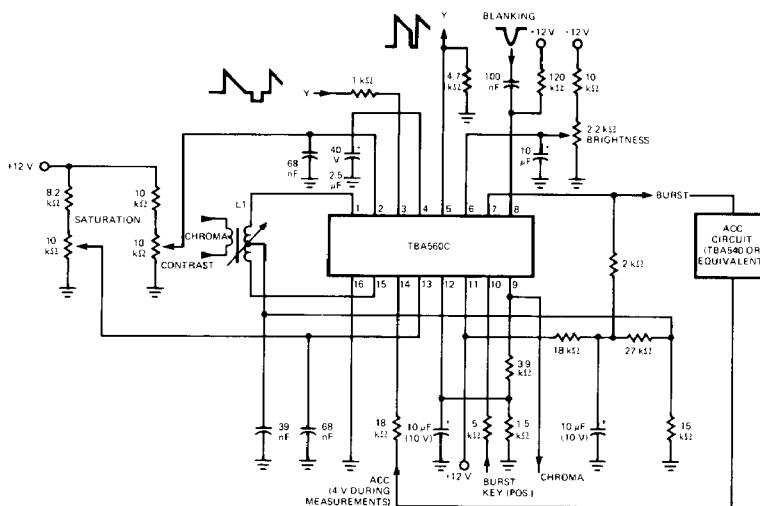 BLANKING
Y
+12 V
+12 V
1 kΩ
Y
4.7
kΩ
100
nF
120
kΩ
10
kΩ
2.2 kΩ
BRIGHTNESS
+12 V
68
nF
40
V
2.5
µF
10
µF
8.2
kΩ
10
kΩ
SATURATION
L1
1 2 3 4 5 6 7 8
BURST
10
kΩ
10
kΩ
CHROMA
CONTRAST
TBA560C
ACC
CIRCUIT
(TBA540 OR
EQUIVALENT)
2 kΩ
16 15 14 13 12 11 10 9
18 kΩ
27 kΩ
3.9
kΩ
39
nF
68
nF
18
kΩ
10 µF
(10 V)
5
kΩ
1.5
kΩ
10 µF
(10 V)
15
kΩ
+12 V
ACC
(4 V DURING
MEASUREMENTS)
BURST
KEY (POS.)
CHROMA